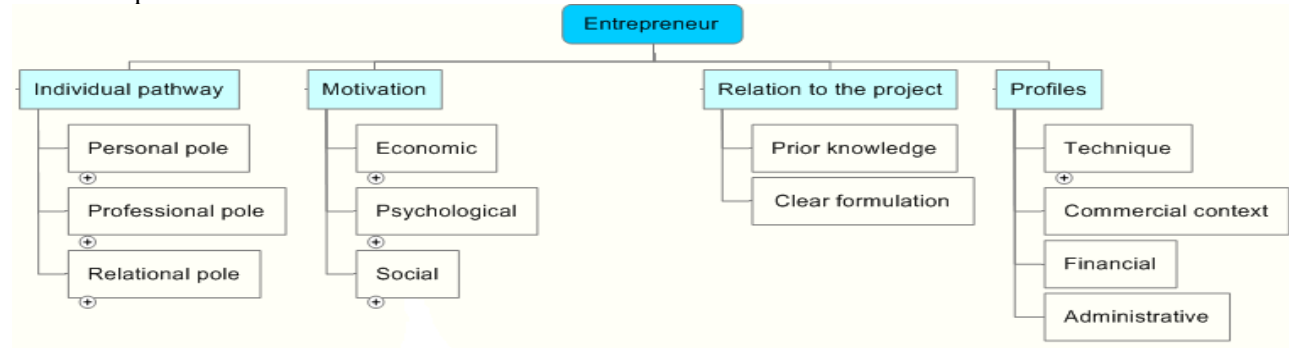 Entrepreneur
Individual pathway
Personal pole
Professional pole
Relational pole
Motivation
Economic
Psychological
Social
Relation to the project
Prior knowledge
Clear formulation
Profiles
Technique
Commercial context
Financial
Administrative